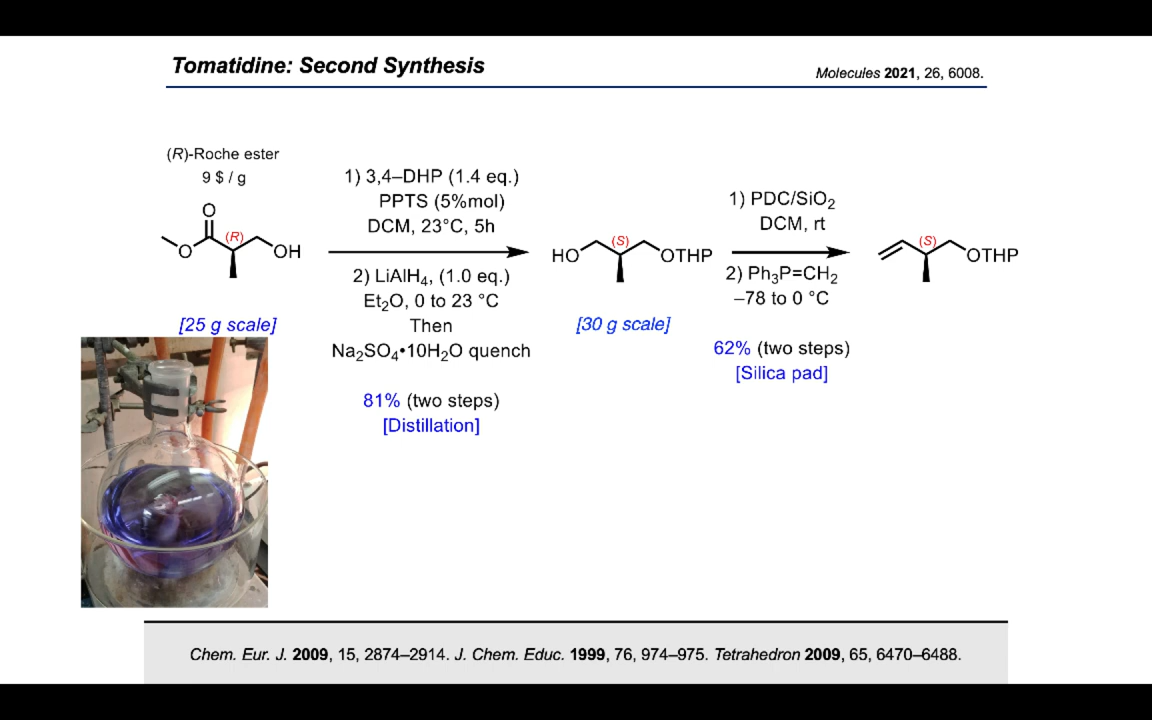 Tomatidine: Second Synthesis
Molecules 2021, 26, 6008.
(R)-Roche ester
9 $ / g
O
O
(R)
OH
[25 g scale]
1) 3,4–DHP (1.4 eq.)
PPTS (5%mol)
DCM, 23°C, 5h
2) LiAlH₄, (1.0 eq.)
Et₂O, 0 to 23 °C
Then
Na₂SO₄•10H₂O quench
81% (two steps)
[Distillation]
HO
(S)
OTHP
[30 g scale]
1) PDC/SiO₂
DCM, rt
2) Ph₃P=CH₂
–78 to 0 °C
62% (two steps)
[Silica pad]
(S)
OTHP
Chem. Eur. J. 2009, 15, 2874–2914. J. Chem. Educ. 1999, 76, 974–975. Tetrahedron 2009, 65, 6470–6488.